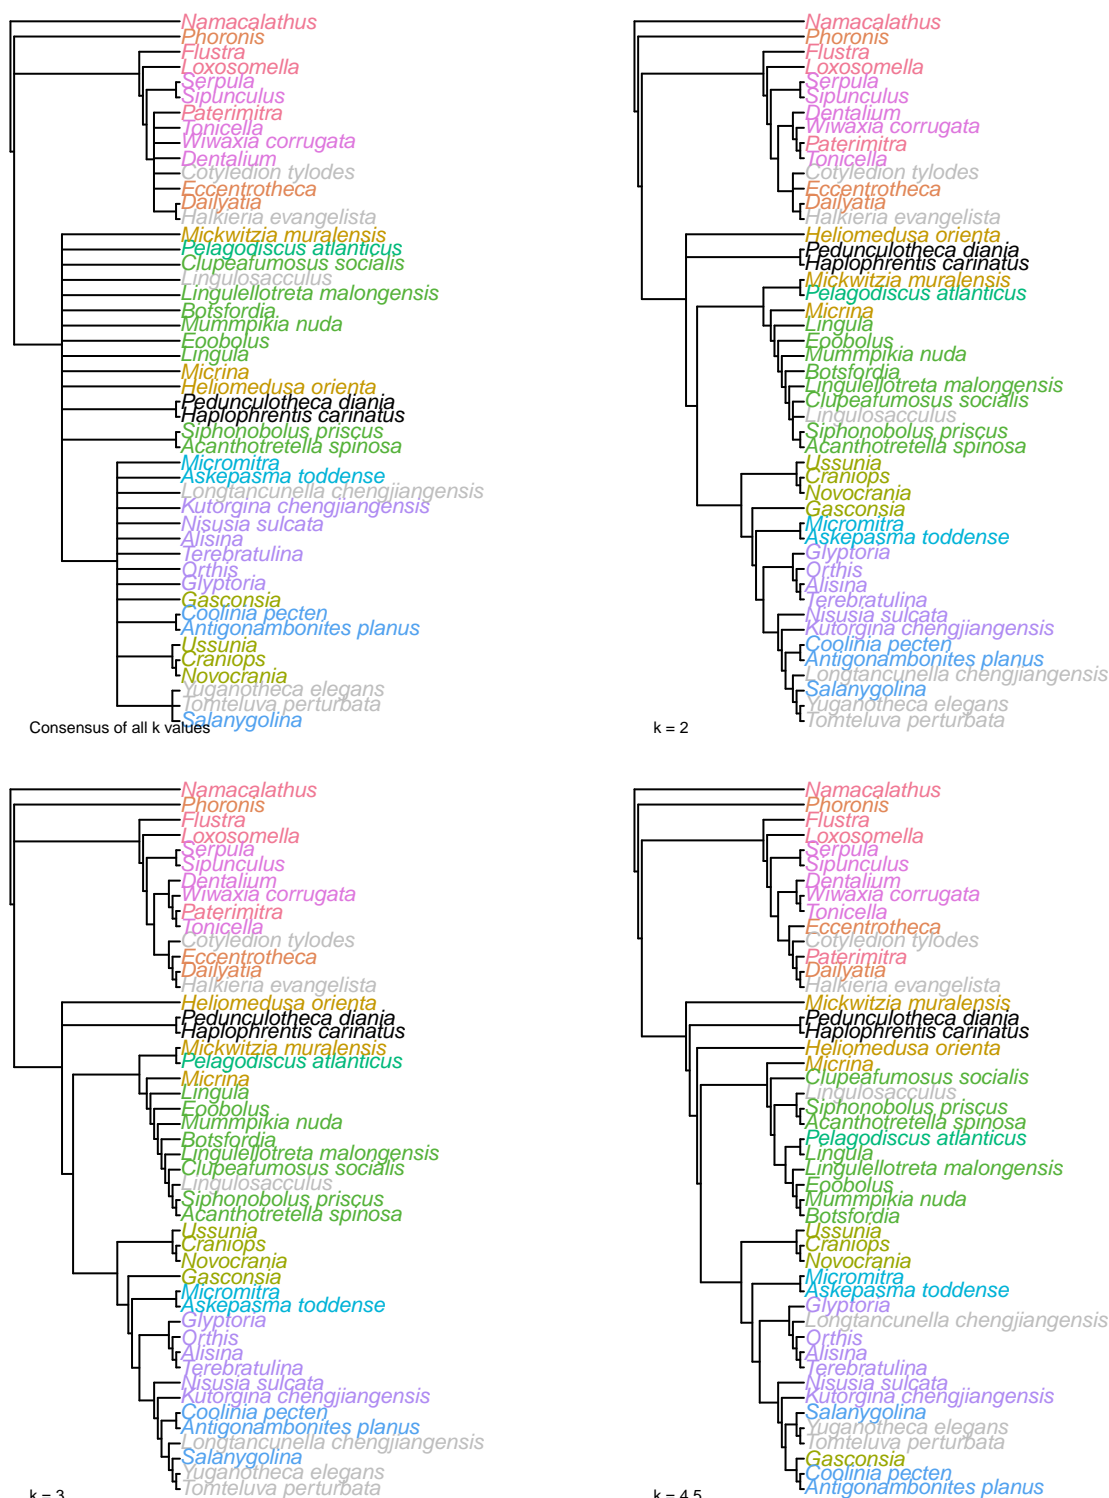 Namacalathus
Phoronis
Flustra
Loxosomella
Serpula
Sipunculus
Paterimitra
Tonicella
Wiwaxia corrugata
Dentalium
Cotyledion tylodes
Eccentrotheca
Dailyatia
Halkieria evangelista
Mickwitzia muralensis
Pelagodiscus atlanticus
Clupeafumosus socialis
Lingulosacculus
Lingulellotreta malongensis
Botsfordia
Mummpikia nuda
Eoobolus
Lingula
Micrina
Heliomedusa orienta
Pedunculotheca diania
Haplophrentis carinatus
Siphonobolus priscus
Acanthotretella spinosa
Micromitra
Askepasma toddense
Longtancunella chengjiangensis
Kutorgina chengjiangensis
Nisusia sulcata
Alisina
Terebratulina
Orthis
Glyptoria
Gasconsia
Coolinia pecten
Antigonambonites planus
Ussunia
Craniops
Novocrania
Yuganotheca elegans
Tomteluva perturbata
Salanygolina
Consensus of all k values
Namacalathus
Phoronis
Flustra
Loxosomella
Serpula
Sipunculus
Dentalium
Wiwaxia corrugata
Paterimitra
Tonicella
Cotyledion tylodes
Eccentrotheca
Dailyatia
Halkieria evangelista
Heliomedusa orienta
Pedunculotheca diania
Haplophrentis carinatus
Mickwitzia muralensis
Pelagodiscus atlanticus
Micrina
Lingula
Eoobolus
Mummpikia nuda
Botsfordia
Lingulellotreta malongensis
Clupeafumosus socialis
Lingulosacculus
Siphonobolus priscus
Acanthotretella spinosa
Ussunia
Craniops
Novocrania
Gasconsia
Micromitra
Askepasma toddense
Glyptoria
Orthis
Alisina
Terebratulina
Nisusia sulcata
Kutorgina chengjiangensis
Coolinia pecten
Antigonambonites planus
Longtancunella chengjiangensis
Salanygolina
Yuganotheca elegans
Tomteluva perturbata
k = 2
Namacalathus
Phoronis
Flustra
Loxosomella
Serpula
Sipunculus
Dentalium
Wiwaxia corrugata
Paterimitra
Tonicella
Cotyledion tylodes
Eccentrotheca
Dailyatia
Halkieria evangelista
Heliomedusa orienta
Pedunculotheca diania
Haplophrentis carinatus
Mickwitzia muralensis
Pelagodiscus atlanticus
Micrina
Lingula
Eoobolus
Mummpikia nuda
Botsfordia
Lingulellotreta malongensis
Clupeafumosus socialis
Lingulosacculus
Siphonobolus priscus
Acanthotretella spinosa
Ussunia
Craniops
Novocrania
Gasconsia
Micromitra
Askepasma toddense
Glyptoria
Orthis
Alisina
Terebratulina
Nisusia sulcata
Kutorgina chengjiangensis
Coolinia pecten
Antigonambonites planus
Longtancunella chengjiangensis
Salanygolina
Yuganotheca elegans
Tomteluva perturbata
k = 3
Namacalathus
Phoronis
Flustra
Loxosomella
Serpula
Sipunculus
Dentalium
Wiwaxia corrugata
Tonicella
Eccentrotheca
Cotyledion tylodes
Paterimitra
Dailyatia
Halkieria evangelista
Mickwitzia muralensis
Pedunculotheca diania
Haplophrentis carinatus
Heliomedusa orienta
Micrina
Clupeafumosus socialis
Lingulosacculus
Siphonobolus priscus
Acanthotretella spinosa
Pelagodiscus atlanticus
Lingula
Lingulellotreta malongensis
Eoobolus
Mummpikia nuda
Botsfordia
Ussunia
Craniops
Novocrania
Micromitra
Askepasma toddense
Glyptoria
Longtancunella chengjiangensis
Orthis
Alisina
Terebratulina
Nisusia sulcata
Kutorgina chengjiangensis
Salanygolina
Yuganotheca elegans
Tomteluva perturbata
Gasconsia
Coolinia pecten
Antigonambonites planus
k = 4.5